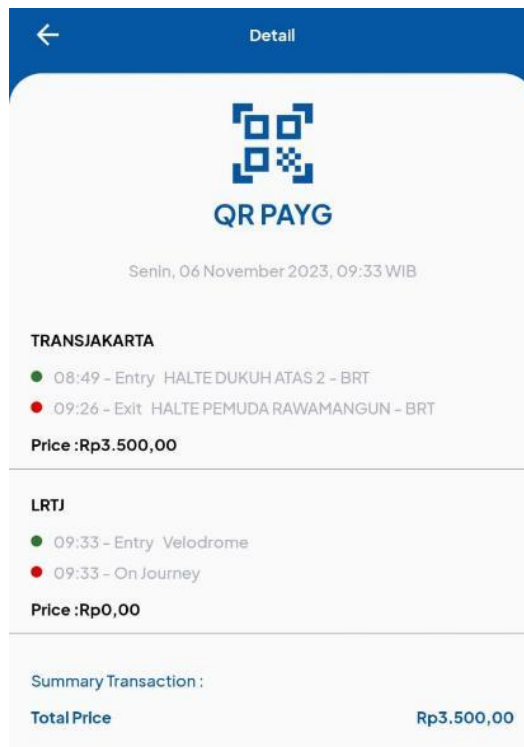 Detail
QR PAYG
Senin, 06 November 2023, 09:33 WIB
TRANSJAKARTA
08:49 - Entry HALTE DUKUH ATAS 2 - BRT
09:26 - Exit HALTE PEMUDA RAWAMANGUN - BRT
Price :Rp3.500,00
LRTJ
09:33 - Entry Velodrome
09:33 - On Journey
Price :Rp0,00
Summary Transaction :
Total Price Rp3.500,00